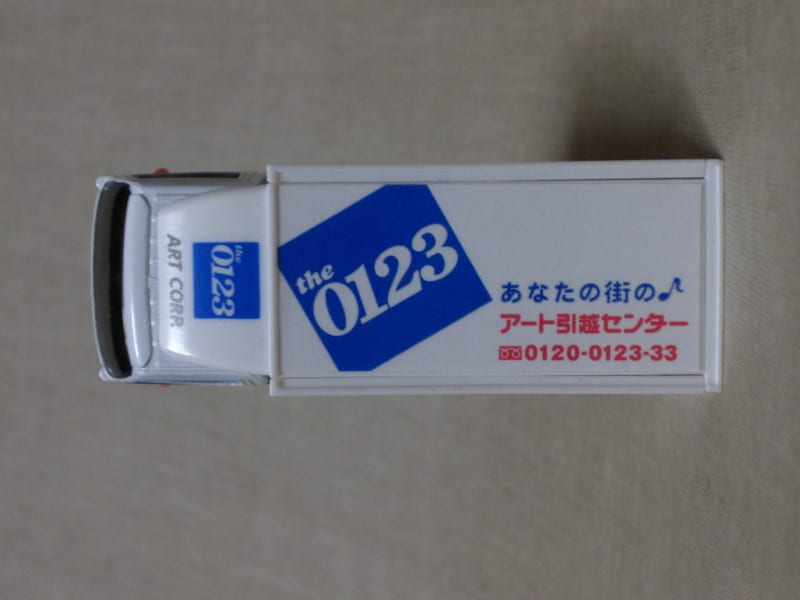 ART CORP.
the
0123
the
0123
あなたの街の♪
アート引越センター
0120-0123-33